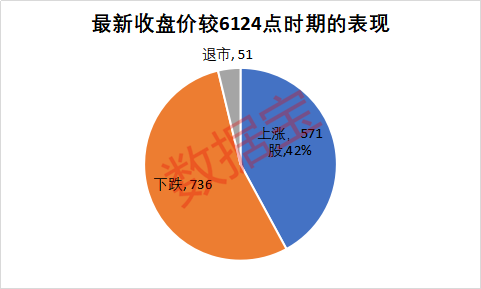 最新收盘价较6124点时期的表现
退市, 51
上涨，571
股,42%
下跌, 736
数据宝